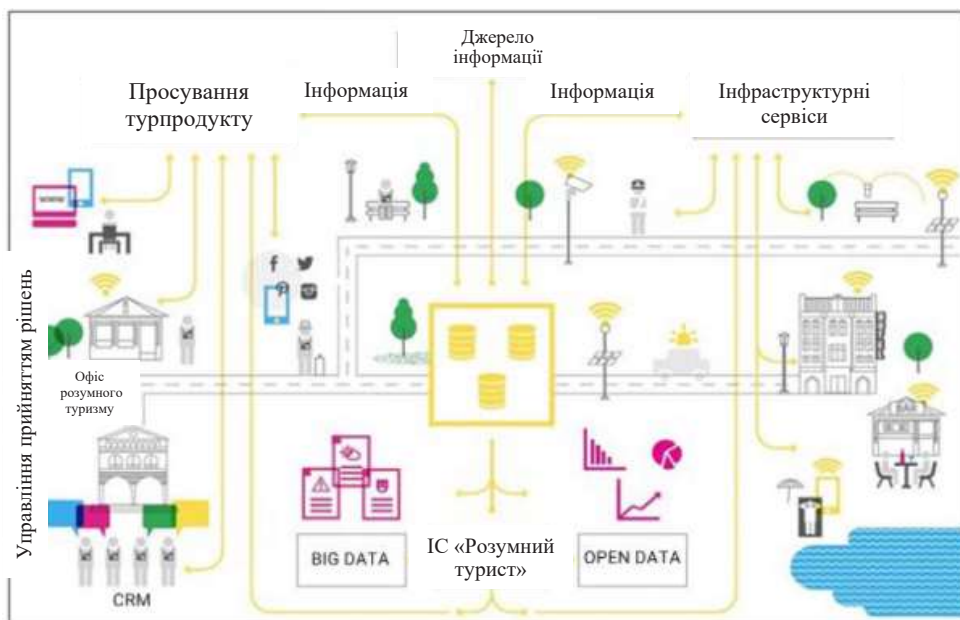 Джерело
інформації
Просування
турпродукту
Інформація
Інформація
Інфраструктурні
сервіси
www
Управління прийняттям рішень
Офіс
розумного
туризму
BIG DATA
ІС «Розумний
турист»
OPEN DATA
CRM